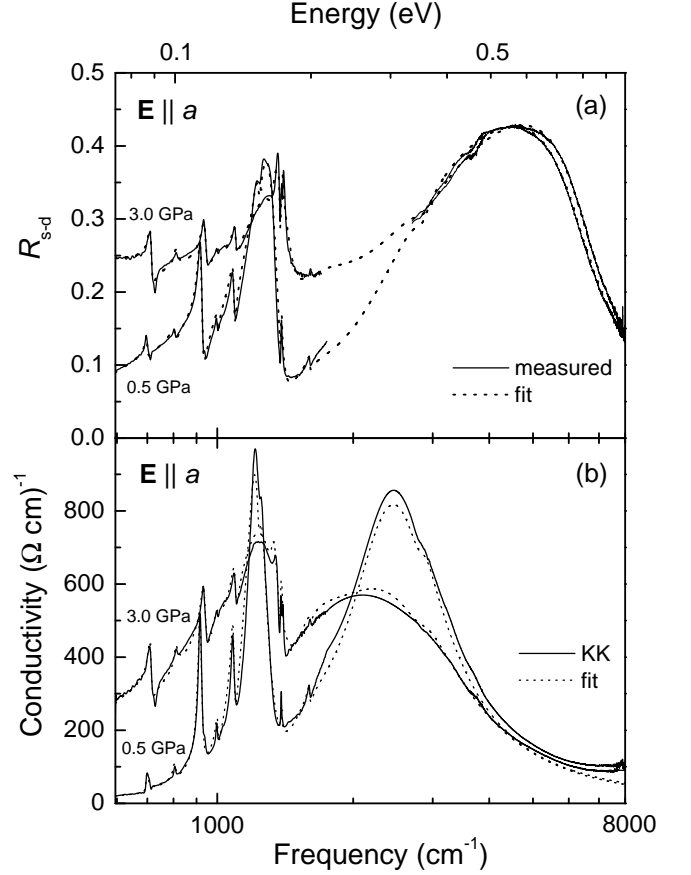 Energy (eV)
0.1 0.5
0.5
E || a (a)
0.4
3.0 GPa
0.3
R s-d
0.2
measured
0.1
0.5 GPa
fit
0.0
E || a (b)
800
600
3.0 GPa
KK
400
fit
Conductivity (Ω cm)-1
200
0.5 GPa
0
1000 8000
Frequency (cm-1)